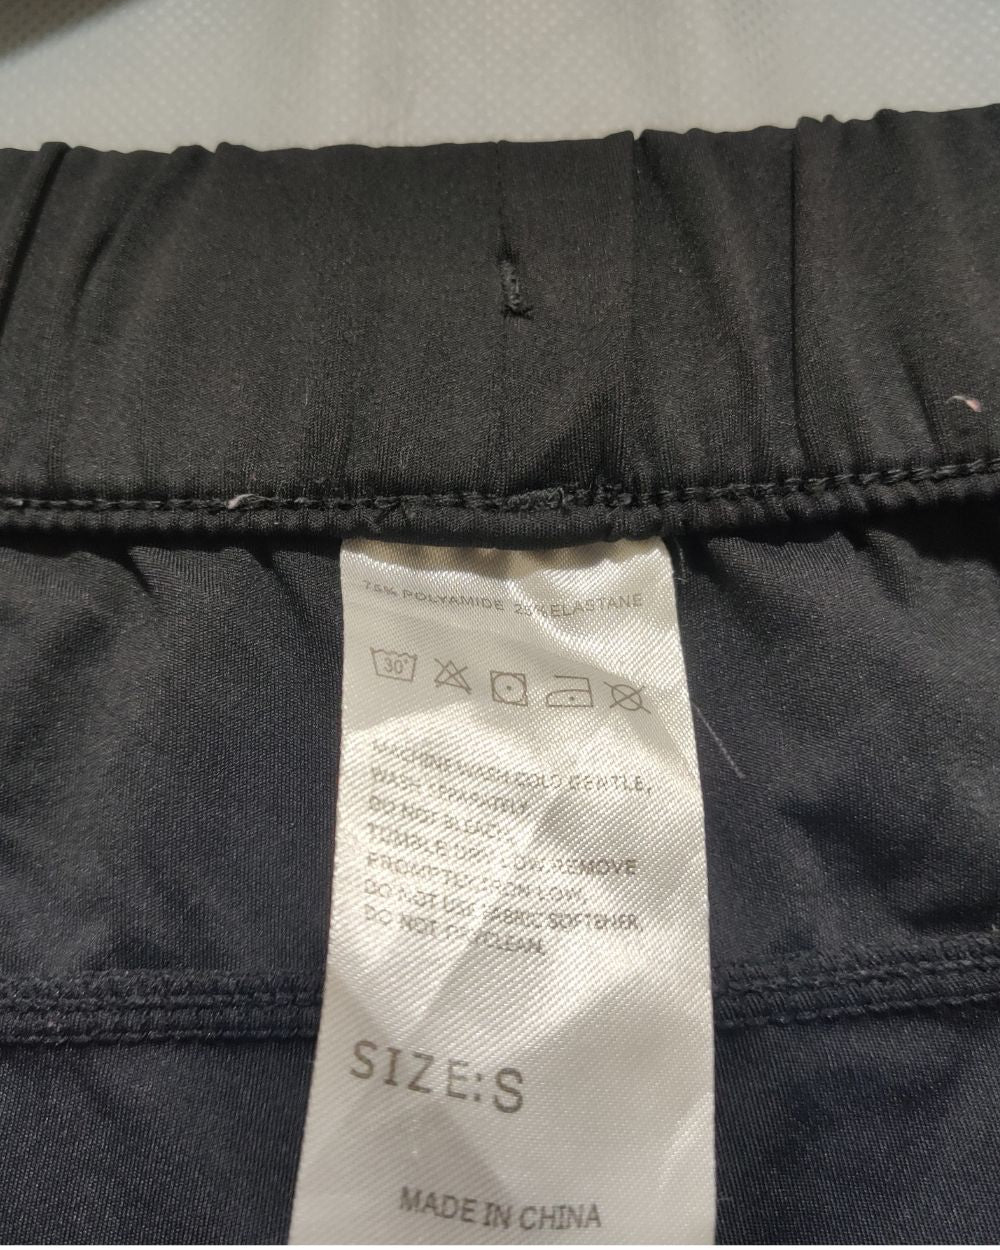 75% POLYAMIDE 25% ELASTANE
30°
MACHINE WASH COLD GENTLE,
WASH SEPARATELY,
DO NOT BLEACH,
TUMBLE DRY LOW, REMOVE
PROMPTLY, IRON LOW,
DO NOT USE FABRIC SOFTENER,
DO NOT DRYCLEAN.
SIZE:S
MADE IN CHINA